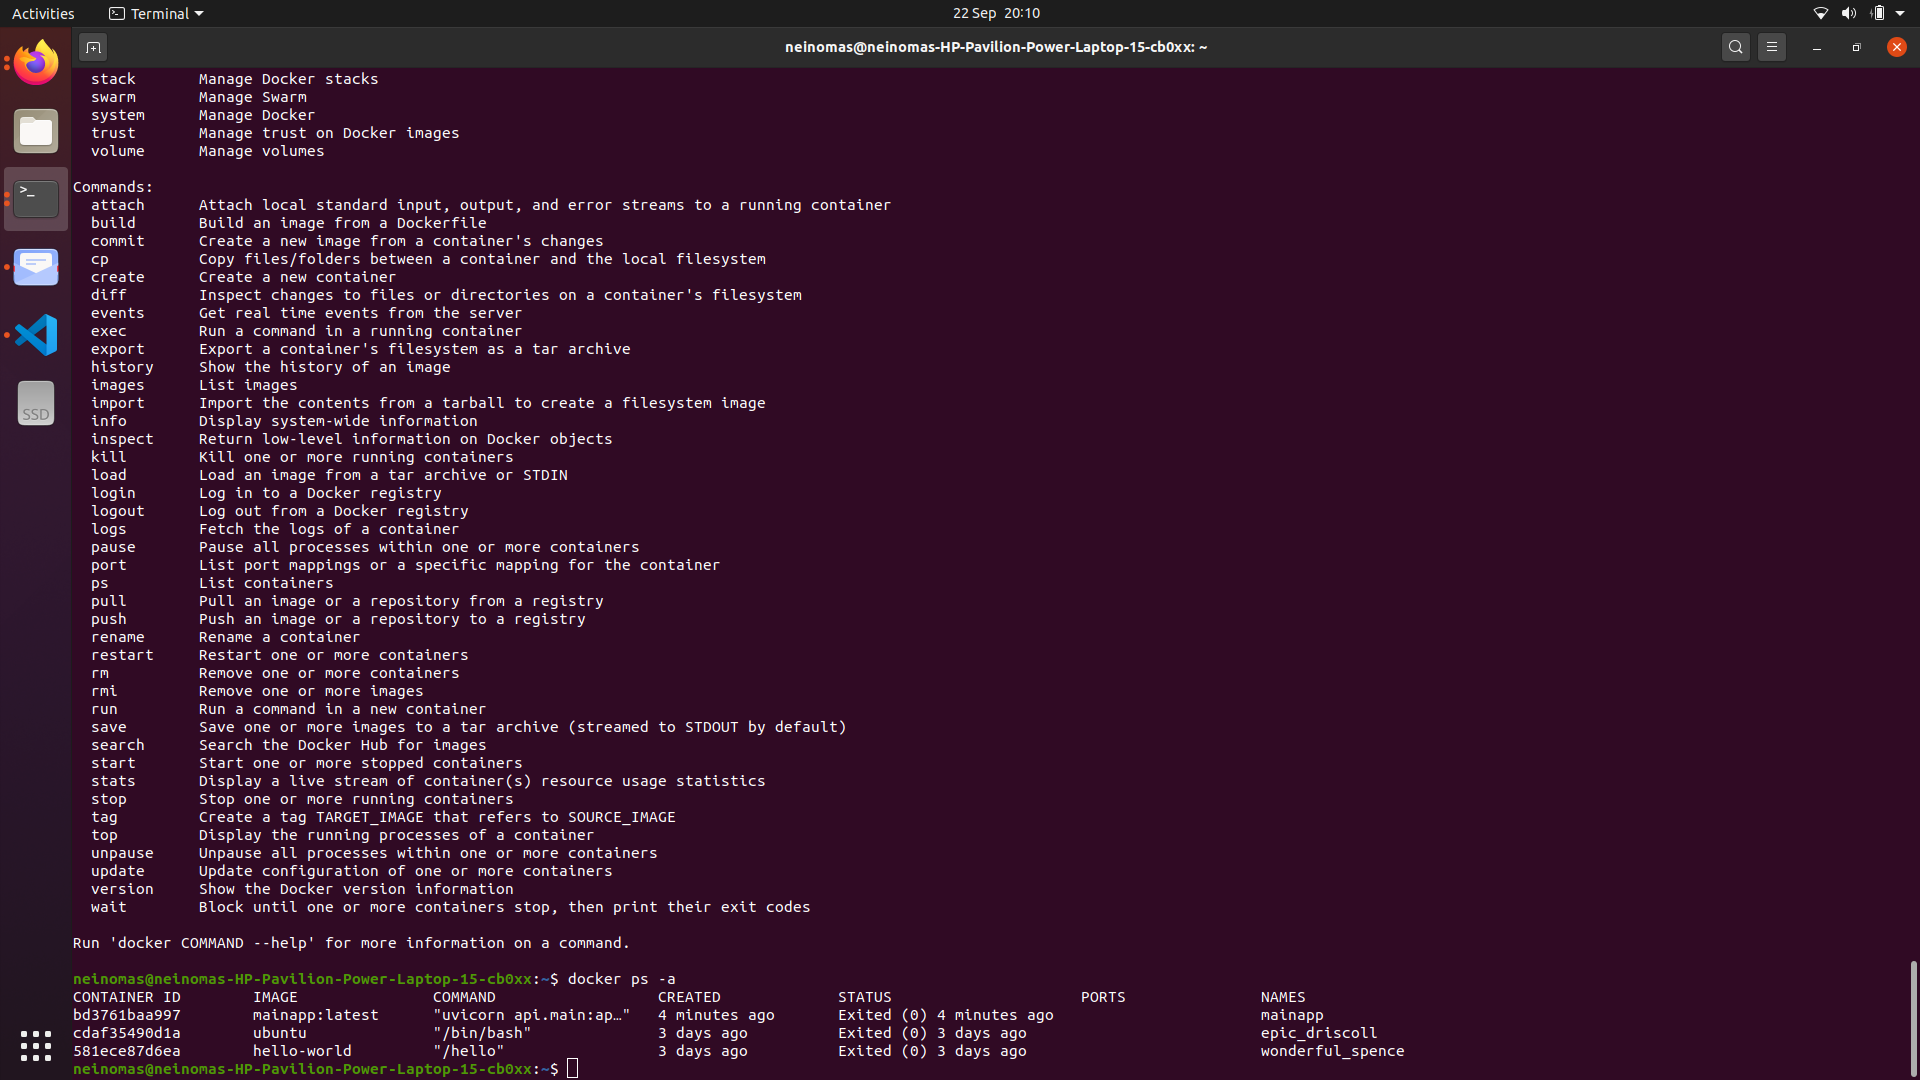 Activities
Terminal
22 Sep 20:10
neinomas@neinomas-HP-Pavilion-Power-Laptop-15-cb0xx: ~
stack Manage Docker stacks
swarm Manage Swarm
system Manage Docker
trust Manage trust on Docker images
volume Manage volumes
Commands:
attach Attach local standard input, output, and error streams to a running container
build Build an image from a Dockerfile
commit Create a new image from a container's changes
cp Copy files/folders between a container and the local filesystem
create Create a new container
diff Inspect changes to files or directories on a container's filesystem
events Get real time events from the server
exec Run a command in a running container
export Export a container's filesystem as a tar archive
history Show the history of an image
images List images
import Import the contents from a tarball to create a filesystem image
info Display system-wide information
inspect Return low-level information on Docker objects
kill Kill one or more running containers
load Load an image from a tar archive or STDIN
login Log in to a Docker registry
logout Log out from a Docker registry
logs Fetch the logs of a container
pause Pause all processes within one or more containers
port List port mappings or a specific mapping for the container
ps List containers
pull Pull an image or a repository from a registry
push Push an image or a repository to a registry
rename Rename a container
restart Restart one or more containers
rm Remove one or more containers
rmi Remove one or more images
run Run a command in a new container
save Save one or more images to a tar archive (streamed to STDOUT by default)
search Search the Docker Hub for images
start Start one or more stopped containers
stats Display a live stream of container(s) resource usage statistics
stop Stop one or more running containers
tag Create a tag TARGET_IMAGE that refers to SOURCE_IMAGE
top Display the running processes of a container
unpause Unpause all processes within one or more containers
update Update configuration of one or more containers
version Show the Docker version information
wait Block until one or more containers stop, then print their exit codes
Run 'docker COMMAND --help' for more information on a command.
neinomas@neinomas-HP-Pavilion-Power-Laptop-15-cb0xx:~$ docker ps -a
CONTAINER ID IMAGE COMMAND CREATED STATUS PORTS NAMES
bd3761baa997 mainapp:latest "uvicorn api.main:ap…" 4 minutes ago Exited (0) 4 minutes ago mainapp
cdaf35490d1a ubuntu "/bin/bash" 3 days ago Exited (0) 3 days ago epic_driscoll
581ece87d6ea hello-world "/hello" 3 days ago Exited (0) 3 days ago wonderful_spence
neinomas@neinomas-HP-Pavilion-Power-Laptop-15-cb0xx:~$
>_
SSD